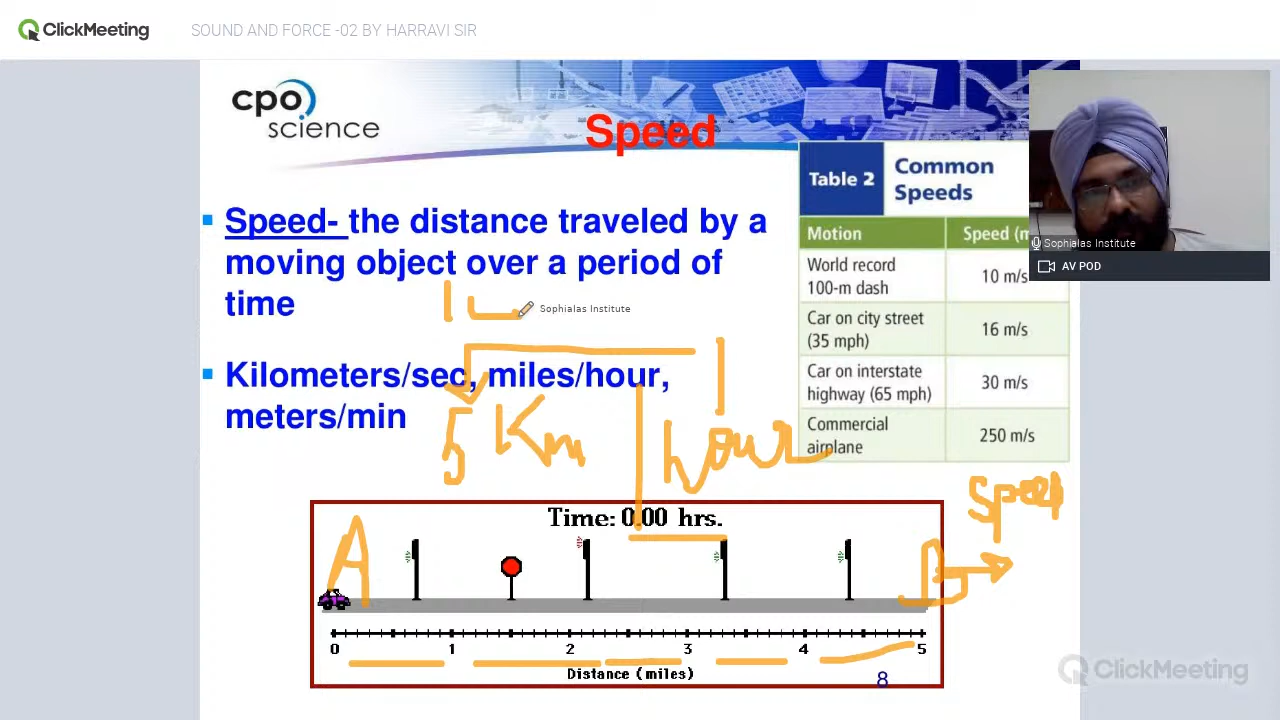 ClickMeeting
SOUND AND FORCE -02 BY HARRAVI SIR
cpo
science
Speed
Speed- the distance traveled by a
moving object over a period of
time
Sophialas Institute
Kilometers/sec, miles/hour,
meters/min
5 Km hour
Table 2
Common
Speeds
Motion Speed (m
World record
100-m dash
10 m/s
Car on city street
(35 mph)
16 m/s
Car on interstate
highway (65 mph)
30 m/s
Commercial
airplane
250 m/s
Sophialas Institute
AV POD
Speed
Time: 0.00 hrs.
A
B
0 1 2 3 4 5
Distance (miles)
8
ClickMeeting